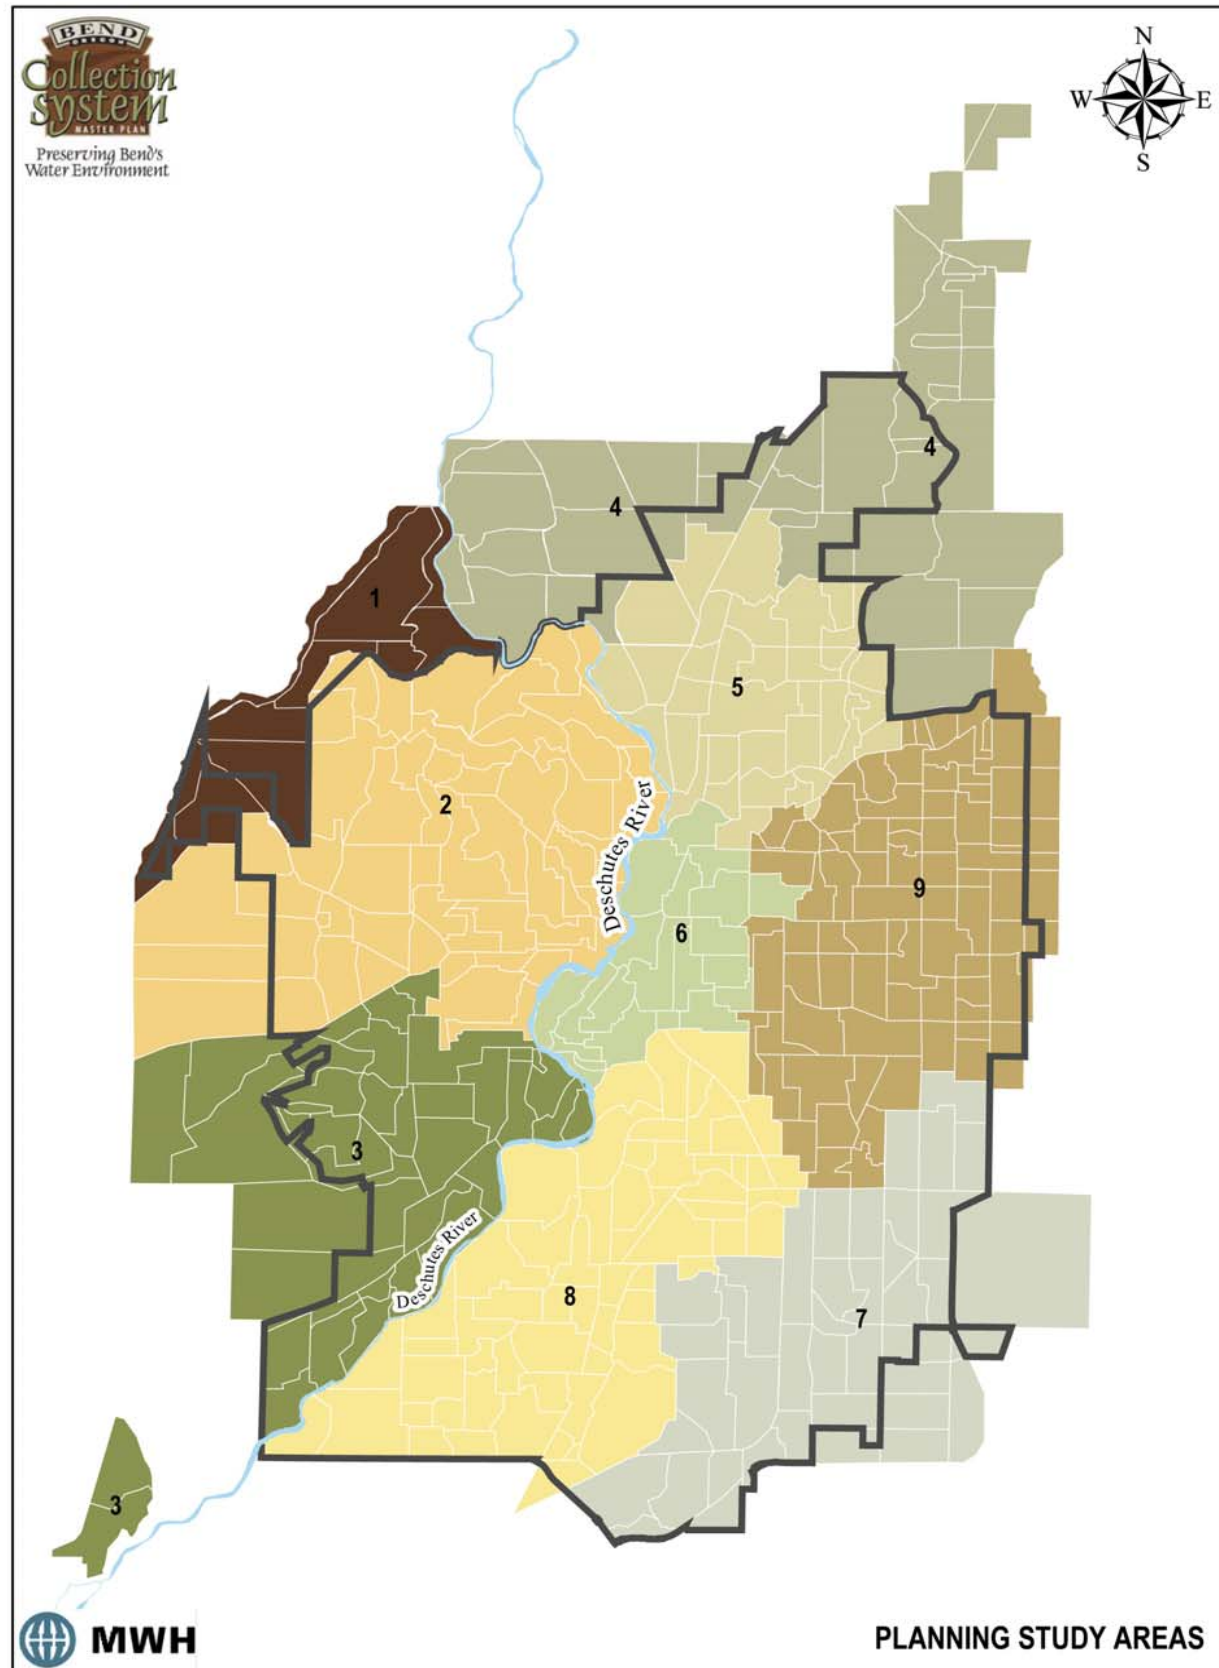 BEND
OREGON
Collection
system
MASTER PLAN
Preserving Bend's
Water Environment
N
W E
S
4
4
1
5
2
Deschutes River
9
6
3
Deschutes River
8
7
3
MWH
PLANNING STUDY AREAS